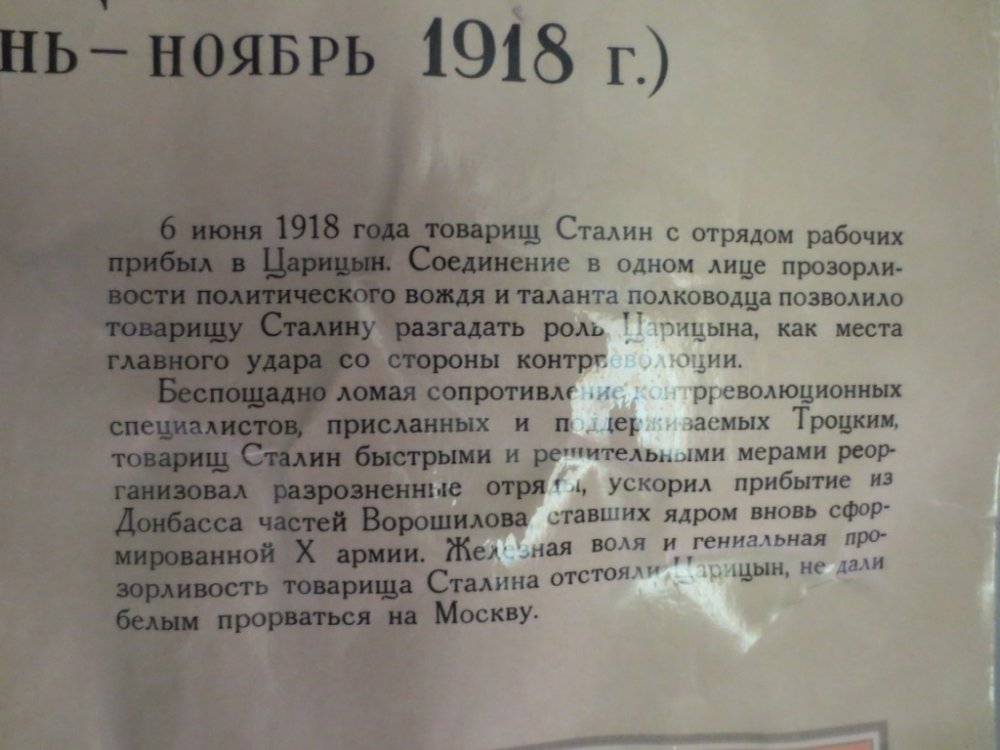 НЬ – НОЯБРЬ 1918 г.)
6 июня 1918 года товарищ Сталин с отрядом рабочих
прибыл в Царицын. Соединение в одном лице прозорли-
вости политического вождя и таланта полководца позволило
товарищу Сталину разгадать роль Царицына, как места
главного удара со стороны контрреволюции.
Беспощадно ломая сопротивление контрреволюционных
специалистов, присланных и поддерживаемых Троцким,
товарищ Сталин быстрыми и решительными мерами реор-
ганизовал разрозненные отряды, ускорил прибытие из
Донбасса частей Ворошилова, ставших ядром вновь сфор-
мированной X армии. Железная воля и гениальная про-
зорливость товарища Сталина отстояли Царицын, не дали
белым прорваться на Москву.